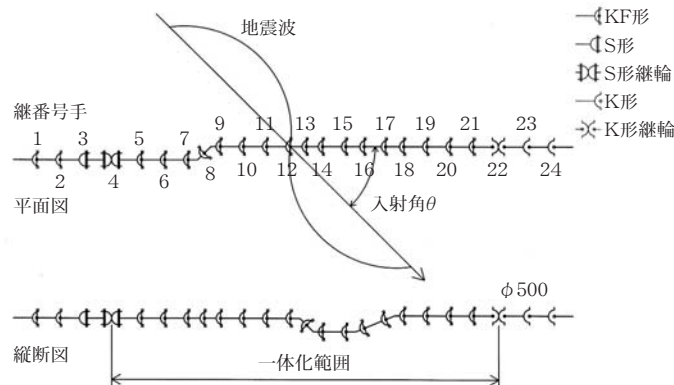 KF形
S形
S形継輪
K形
K形継輪
地震波
継番号手
1 3 5 7 9 11 13 15 17 19 21 23
2 4 6 8 10 12 14 16 18 20 22 24
平面図
入射角θ
φ500
縦断図
一体化範囲